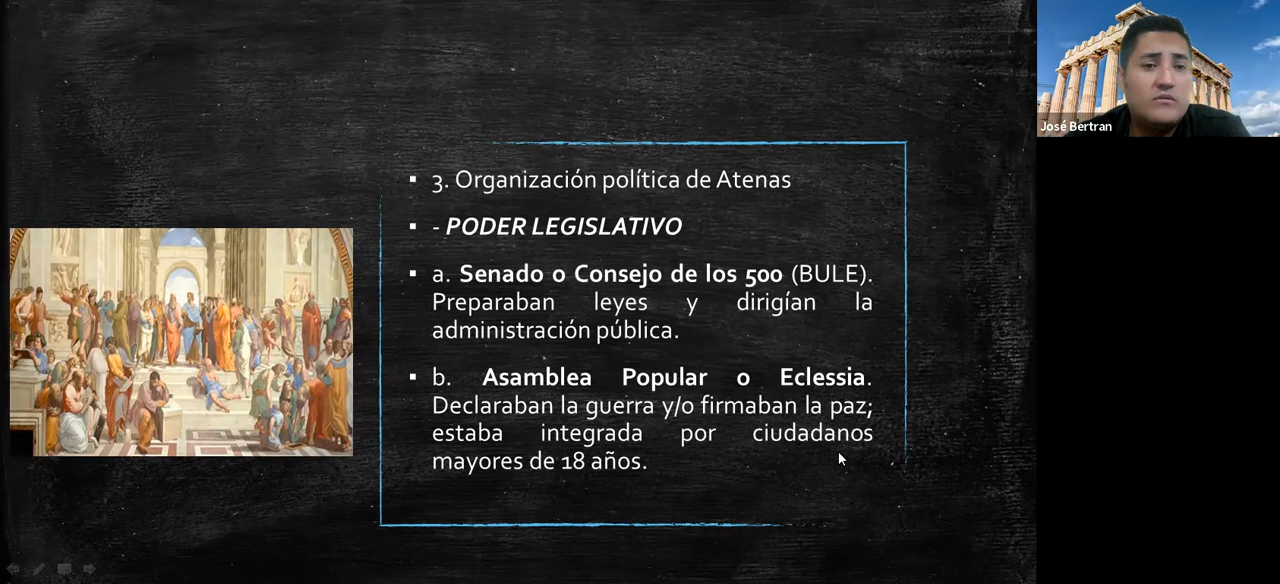 3. Organización política de Atenas
- PODER LEGISLATIVO
a. Senado o Consejo de los 500 (BULE).
Preparaban leyes y dirigían la
administración pública.
b. Asamblea Popular o Eclessia.
Declaraban la guerra y/o firmaban la paz;
estaba integrada por ciudadanos
mayores de 18 años.
José Bertran